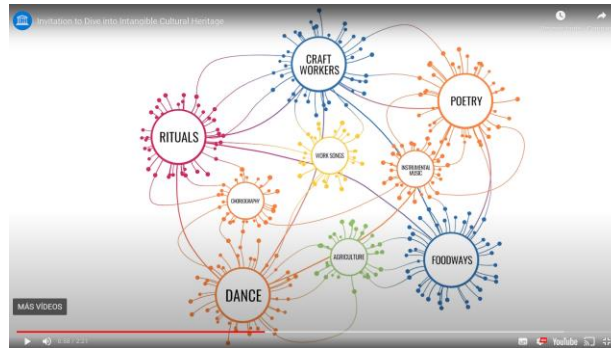 Invitation to Dive into Intangible Cultural Heritage
CRAFT
WORKERS
POETRY
RITUALS
WORK SONGS
INSTRUMENTAL
MUSIC
CHOREOGRAPHY
AGRICULTURE
FOODWAYS
DANCE
MÁS VÍDEOS
YouTube